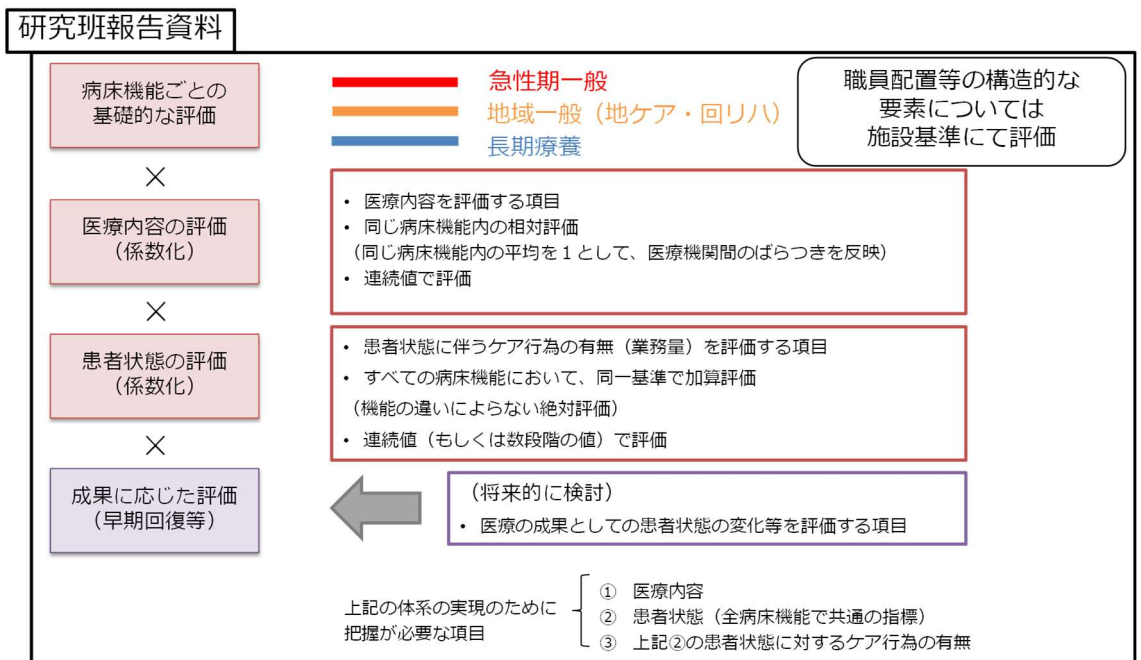 研究班報告資料
病床機能ごとの
基礎的な評価
急性期一般
地域一般（地ケア・回リハ）
長期療養
職員配置等の構造的な
要素については
施設基準にて評価
×
医療内容の評価
（係数化）
• 医療内容を評価する項目
• 同じ病床機能内の相対評価
（同じ病床機能内の平均を１として、医療機関間のばらつきを反映）
• 連続値で評価
×
患者状態の評価
（係数化）
• 患者状態に伴うケア行為の有無（業務量）を評価する項目
• すべての病床機能において、同一基準で加算評価
（機能の違いによらない絶対評価）
• 連続値（もしくは数段階の値）で評価
×
成果に応じた評価
（早期回復等）
（将来的に検討）
• 医療の成果としての患者状態の変化等を評価する項目
上記の体系の実現のために
把握が必要な項目
① 医療内容
② 患者状態（全病床機能で共通の指標）
③ 上記②の患者状態に対するケア行為の有無